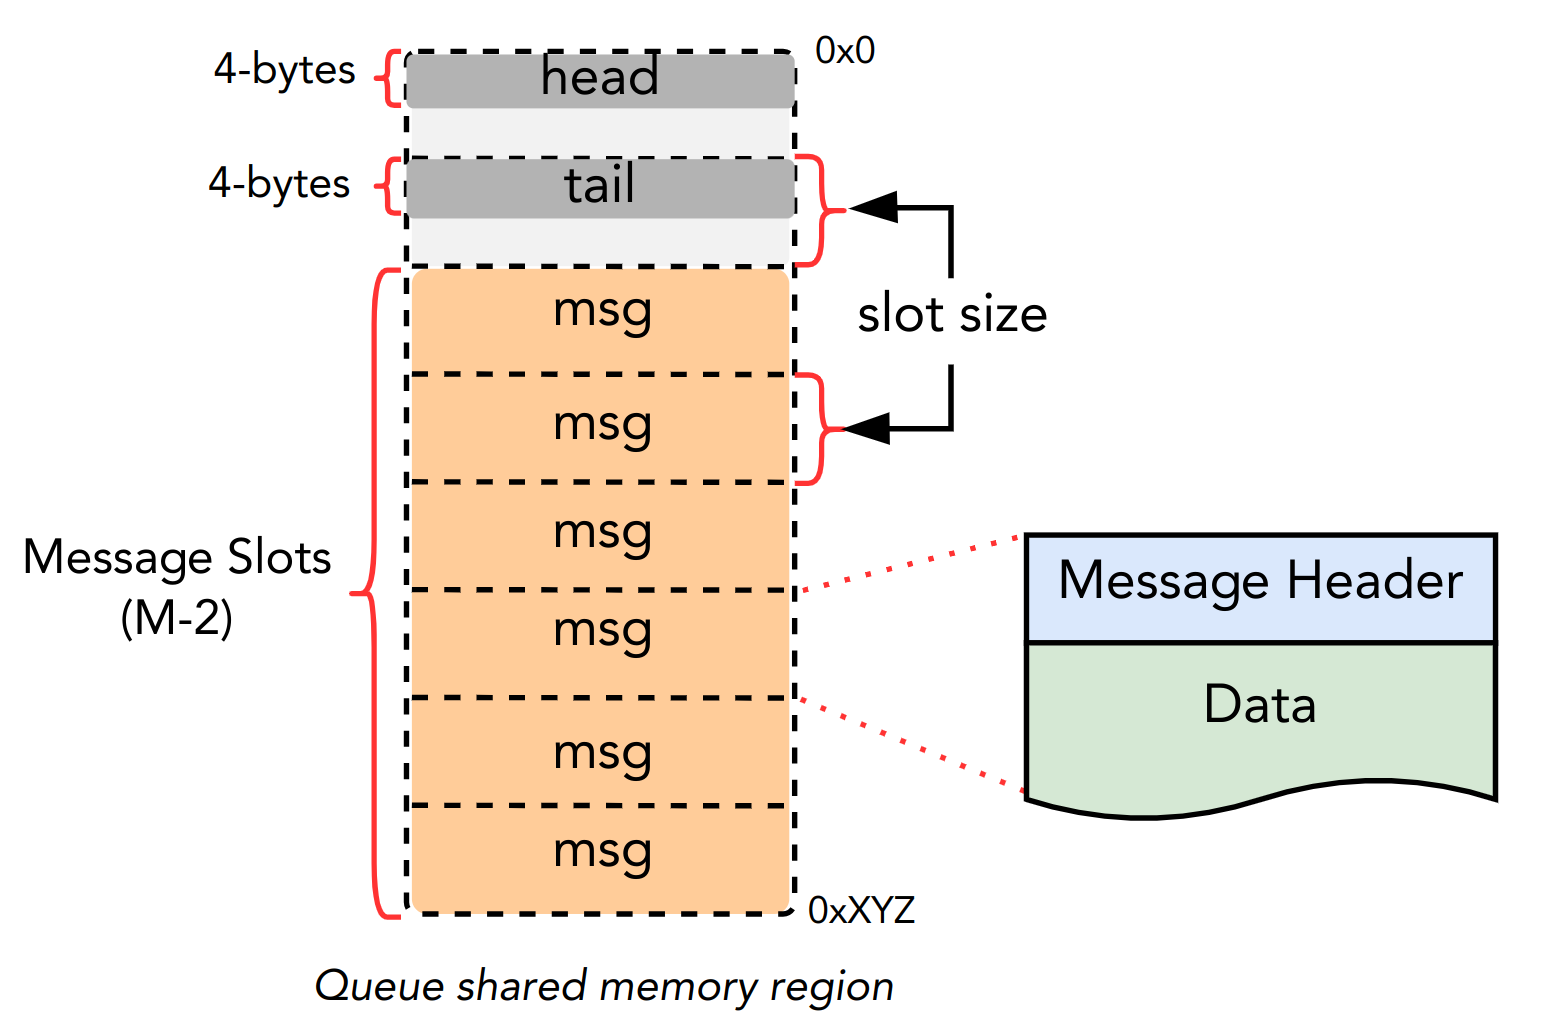 0x0
4-bytes
head
4-bytes
tail
msg
slot size
msg
msg
Message Slots
(M-2)
msg
Message Header
Data
msg
msg
0xXYZ
Queue shared memory region